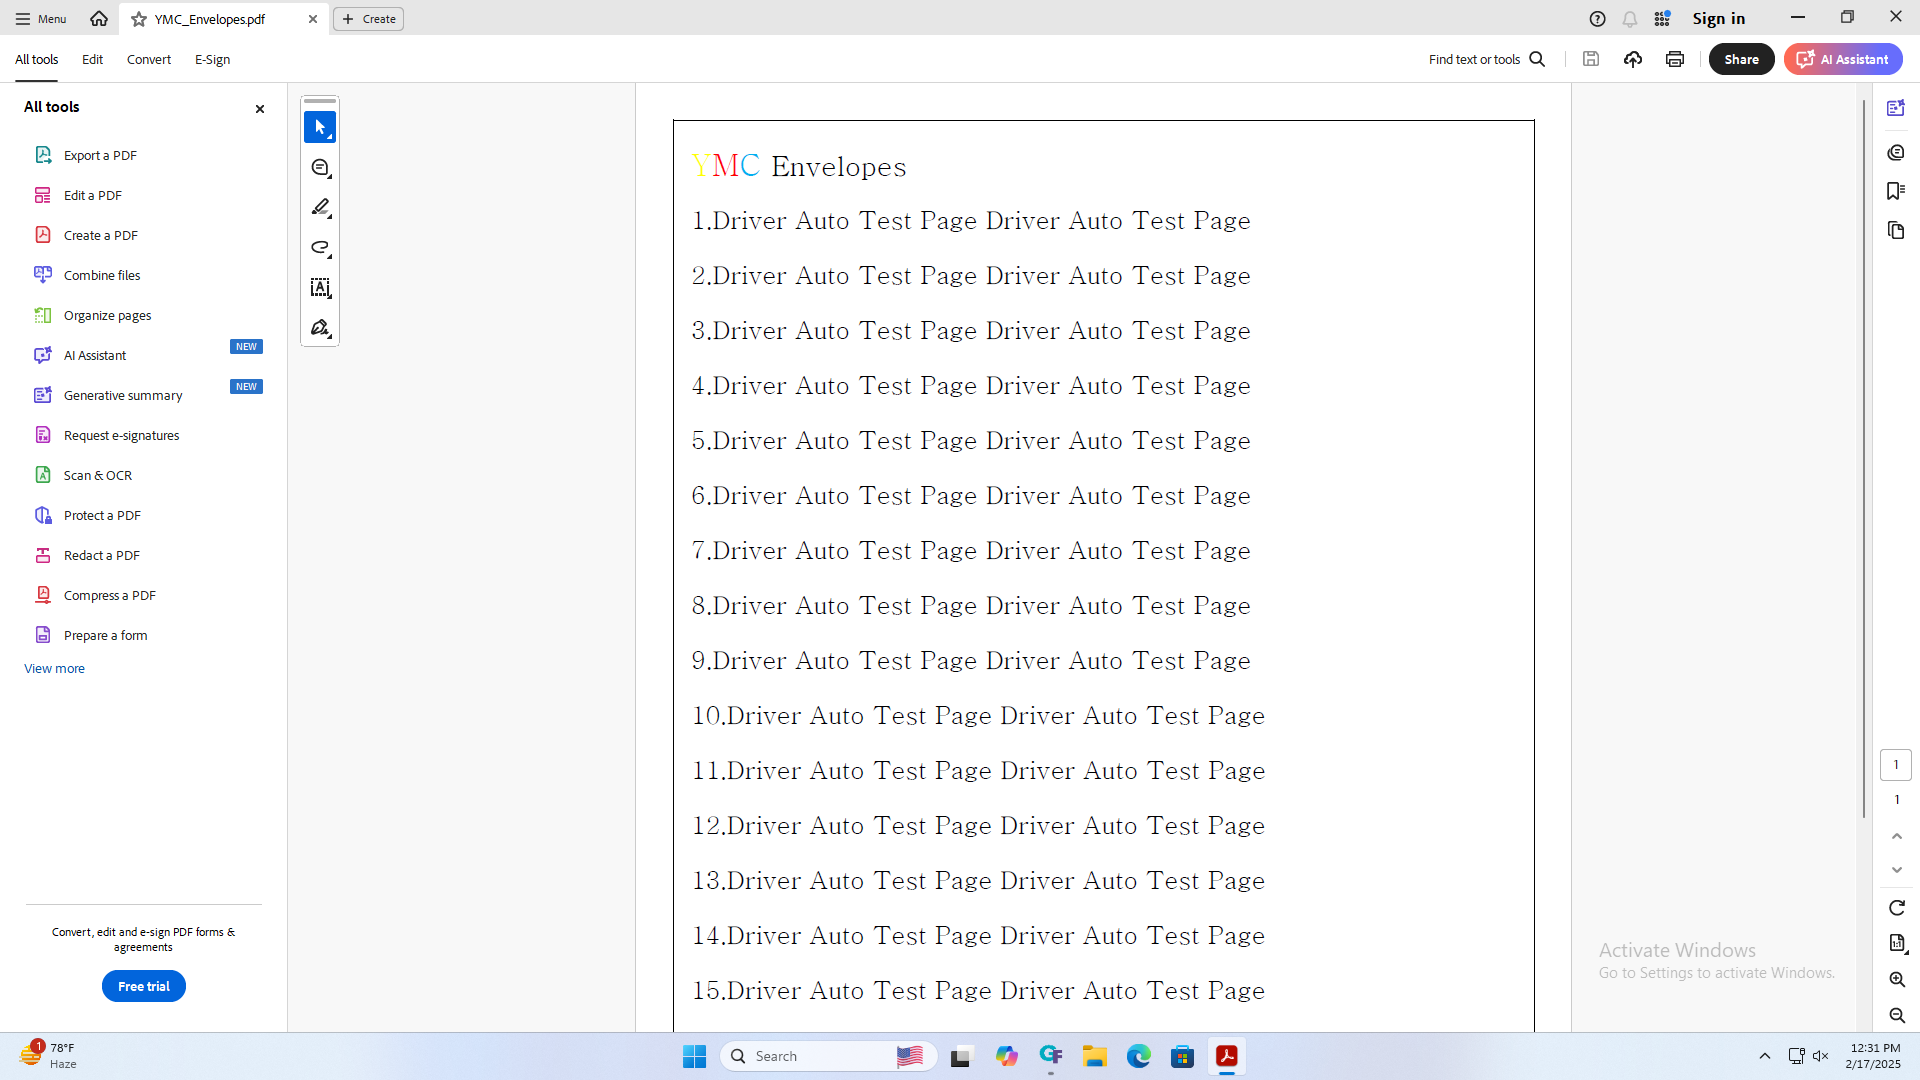 Menu
YMC_Envelopes.pdf
Create
Sign in
All tools
Edit
Convert
E-Sign
Find text or tools
Share
AI Assistant
All tools
Export a PDF
Edit a PDF
Create a PDF
Combine files
Organize pages
AI Assistant
NEW
Generative summary
NEW
Request e-signatures
Scan & OCR
Protect a PDF
Redact a PDF
Compress a PDF
Prepare a form
View more
Convert, edit and e-sign PDF forms &
agreements
Free trial
YMC Envelopes
1.Driver Auto Test Page Driver Auto Test Page
2.Driver Auto Test Page Driver Auto Test Page
3.Driver Auto Test Page Driver Auto Test Page
4.Driver Auto Test Page Driver Auto Test Page
5.Driver Auto Test Page Driver Auto Test Page
6.Driver Auto Test Page Driver Auto Test Page
7.Driver Auto Test Page Driver Auto Test Page
8.Driver Auto Test Page Driver Auto Test Page
9.Driver Auto Test Page Driver Auto Test Page
10.Driver Auto Test Page Driver Auto Test Page
11.Driver Auto Test Page Driver Auto Test Page
12.Driver Auto Test Page Driver Auto Test Page
13.Driver Auto Test Page Driver Auto Test Page
14.Driver Auto Test Page Driver Auto Test Page
15.Driver Auto Test Page Driver Auto Test Page
1
1
Activate Windows
Go to Settings to activate Windows.
1
78°F
Haze
Search
12:31 PM
2/17/2025